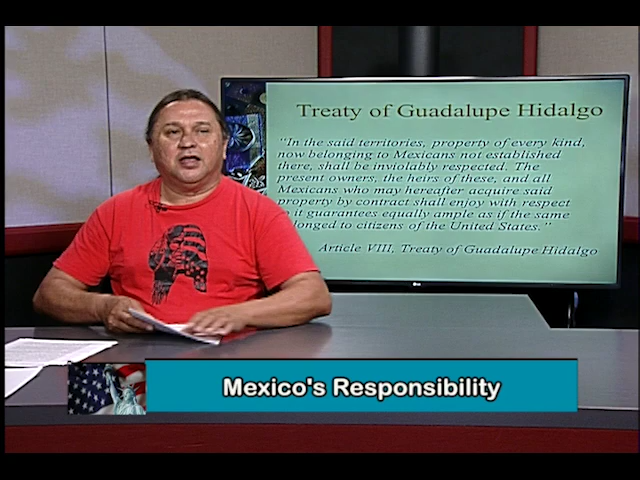 Treaty of Guadalupe Hidalgo
"In the said territories, property of every kind,
now belonging to Mexicans not established
there, shall be inviolably respected. The
present owners, the heirs of these, and all
Mexicans who may hereafter acquire said
property by contract shall enjoy with respect
it guarantees equally ample as if the same
longed to citizens of the United States."
Article VIII, Treaty of Guadalupe Hidalgo
LG
Mexico's Responsibility